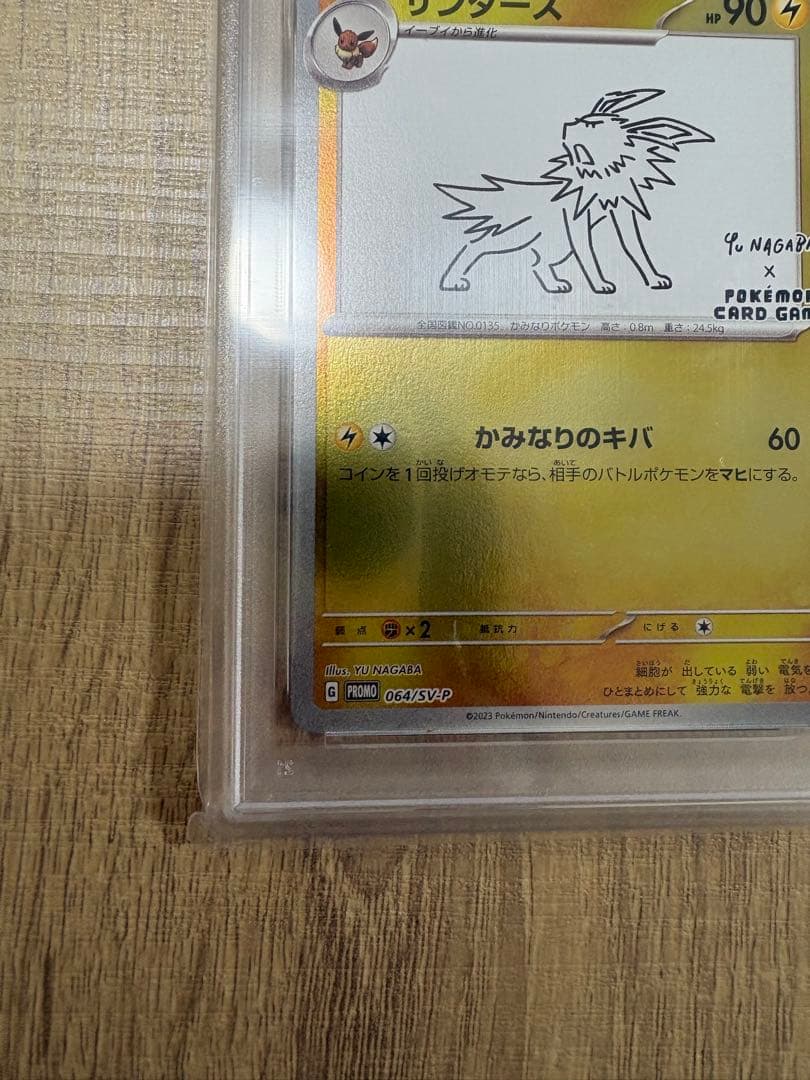 サンダース
HP 90
イーブイから進化
YU NAGABA
×
POKÉMON
CARD GAM
全国図鑑NO.0135 かみなりポケモン 高さ:0.8m 重さ:24.5kg
かみなりのキバ 60
コインを1回投げオモテなら、相手のバトルポケモンをマヒにする。
弱点 ×2 抵抗力 にげる
Illus. YU NAGABA
細胞が 出している 弱い 電気を
G PROMO 064/SV-P
ひとまとめにして 強力な 電撃を 放つ。
©2023 Pokémon/Nintendo/Creatures/GAME FREAK.